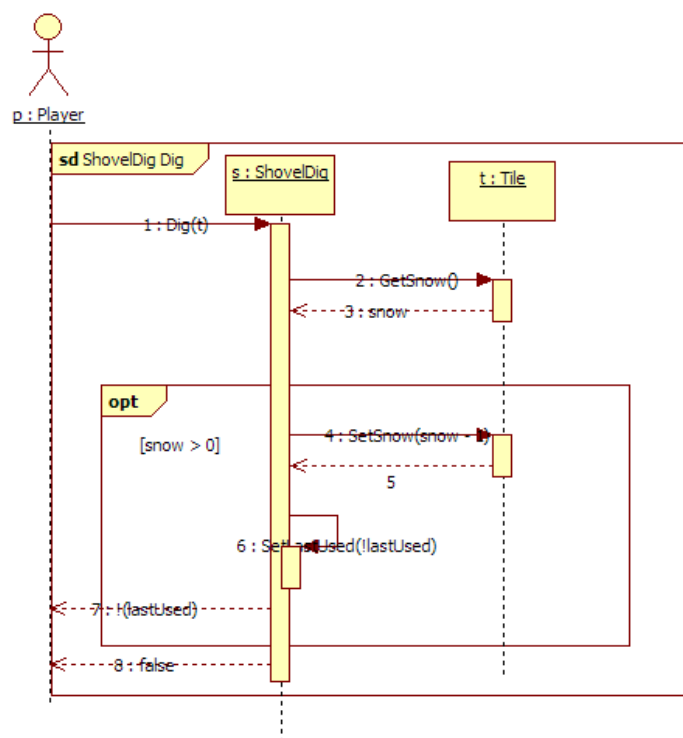 p : Player
sd ShovelDig Dig
s : ShovelDig
t : Tile
1 : Dig(t)
2 : GetSnow()
3 : snow
opt
[snow > 0]
4 : SetSnow(snow - )
5
6 : SetLastUsed(!lastUsed)
7 : !(lastUsed)
8 : false